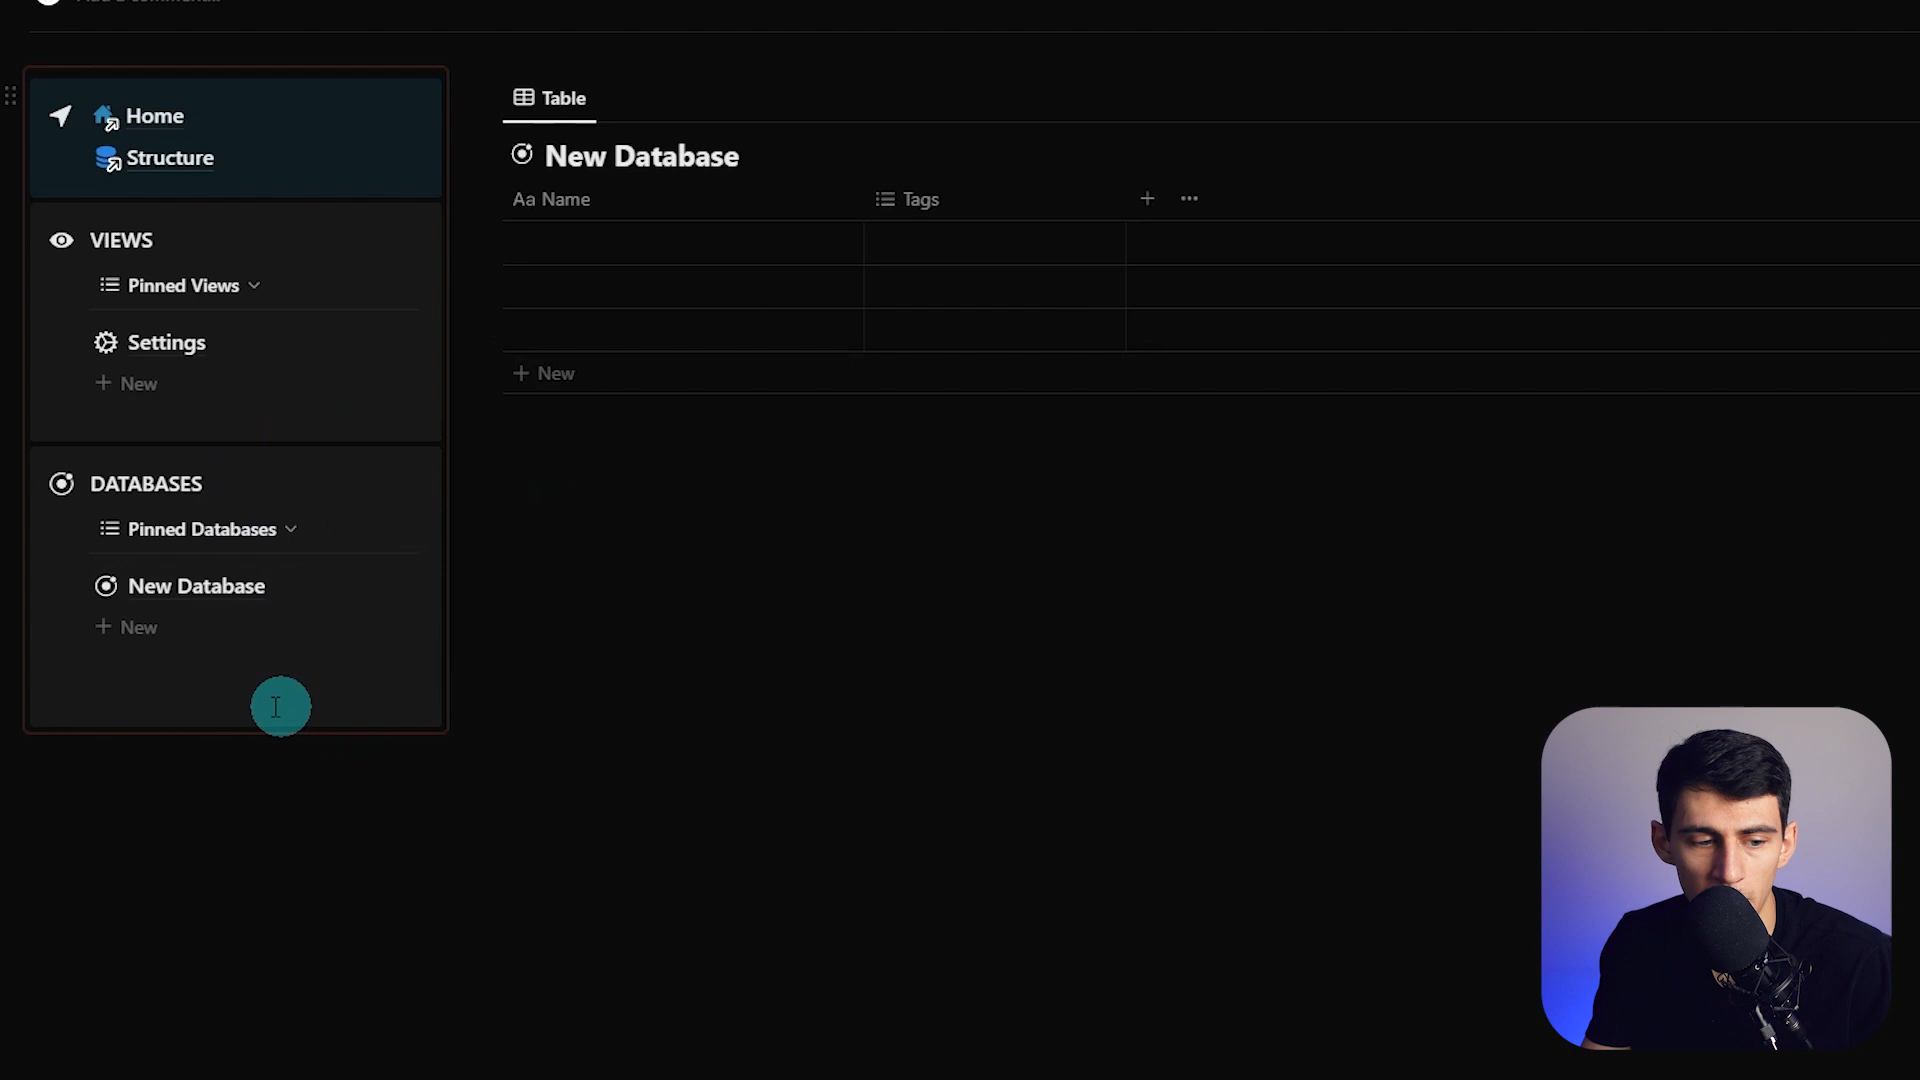 Home
Structure
VIEWS
Pinned Views
Settings
+ New
DATABASES
Pinned Databases
New Database
+ New
Table
New Database
Aa Name
Tags
+ New